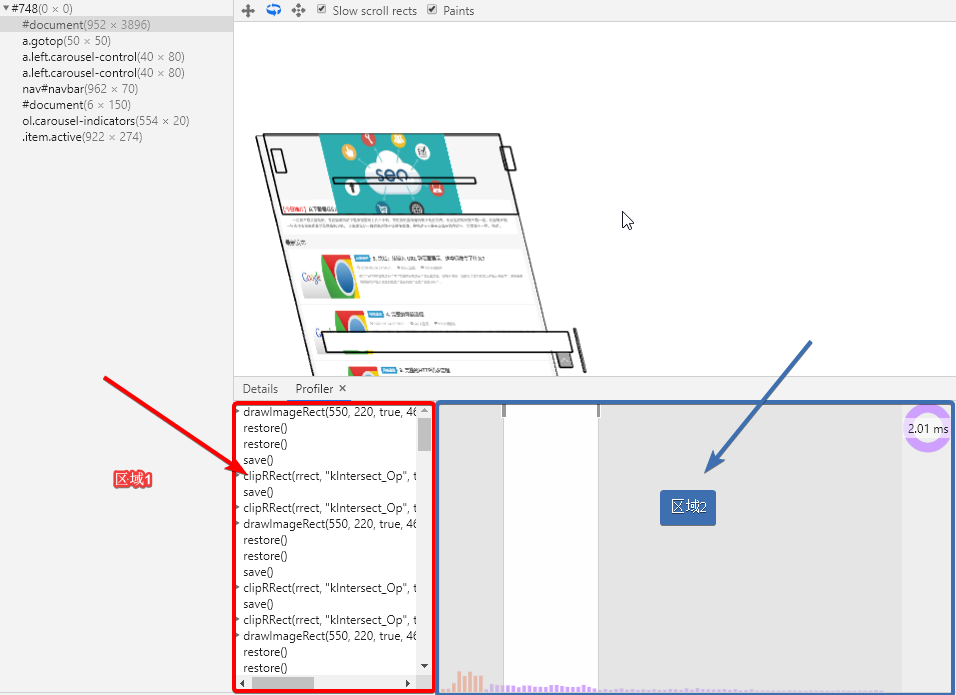 #748(0 × 0)
#document(952 × 3896)
a.gotop(50 × 50)
a.left.carousel-control(40 × 80)
a.left.carousel-control(40 × 80)
nav#navbar(962 × 70)
#document(6 × 150)
ol.carousel-indicators(554 × 20)
.item.active(922 × 274)
Slow scroll rects
Paints
seo
Google
Details
Profiler ×
drawImageRect(550, 220, true, 46
restore()
restore()
save()
clipRRect(rrect, "kIntersect_Op", t
save()
clipRRect(rrect, "kIntersect_Op", t
drawImageRect(550, 220, true, 46
restore()
restore()
save()
clipRRect(rrect, "kIntersect_Op", t
save()
clipRRect(rrect, "kIntersect_Op", t
drawImageRect(550, 220, true, 46
restore()
restore()
区域1
区域2
2.01 ms